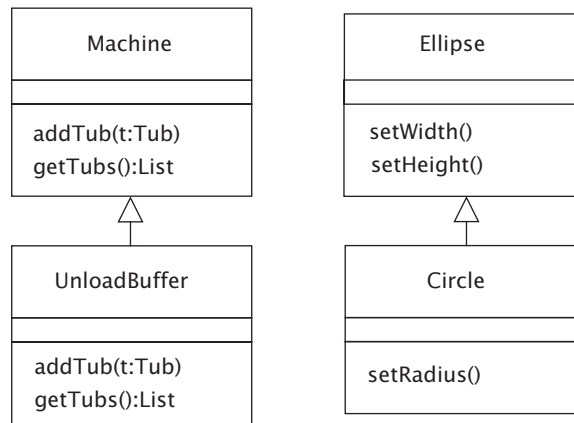 Machine
addTub(t:Tub)
getTubs():List
UnloadBuffer
addTub(t:Tub)
getTubs():List
Ellipse
setWidth()
setHeight()
Circle
setRadius()